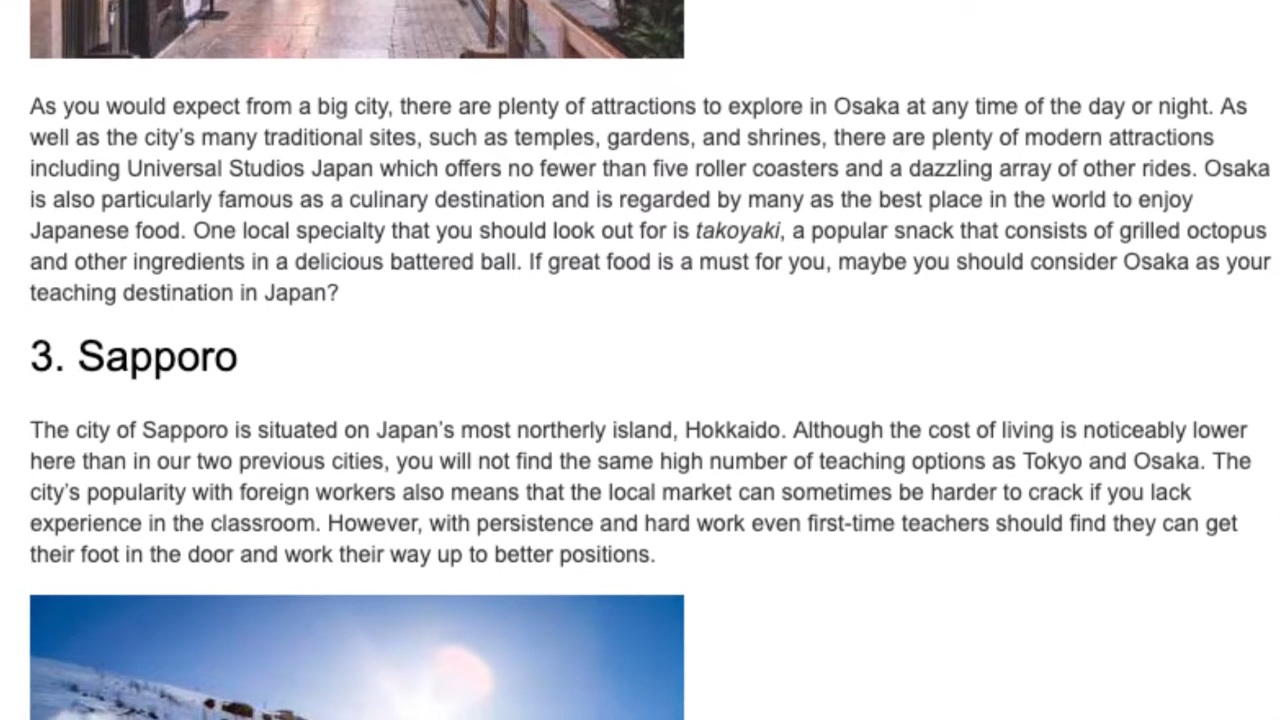 As you would expect from a big city, there are plenty of attractions to explore in Osaka at any time of the day or night. As
well as the city's many traditional sites, such as temples, gardens, and shrines, there are plenty of modern attractions
including Universal Studios Japan which offers no fewer than five roller coasters and a dazzling array of other rides. Osaka
is also particularly famous as a culinary destination and is regarded by many as the best place in the world to enjoy
Japanese food. One local specialty that you should look out for is takoyaki, a popular snack that consists of grilled octopus
and other ingredients in a delicious battered ball. If great food is a must for you, maybe you should consider Osaka as your
teaching destination in Japan?
3. Sapporo
The city of Sapporo is situated on Japan's most northerly island, Hokkaido. Although the cost of living is noticeably lower
here than in our two previous cities, you will not find the same high number of teaching options as Tokyo and Osaka. The
city's popularity with foreign workers also means that the local market can sometimes be harder to crack if you lack
experience in the classroom. However, with persistence and hard work even first-time teachers should find they can get
their foot in the door and work their way up to better positions.